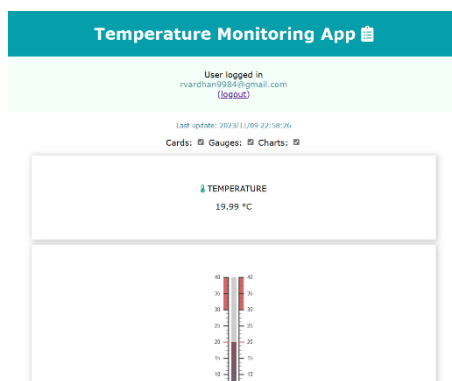 Temperature Monitoring App
User logged in
rvardhan9984@gmail.com
(logout)
Last update: 2023/11/09 22:58:26
Cards: Gauges: Charts:
TEMPERATURE
19.99 °C
40 40
35 35
30 30
25 25
20 20
15 15
10 10